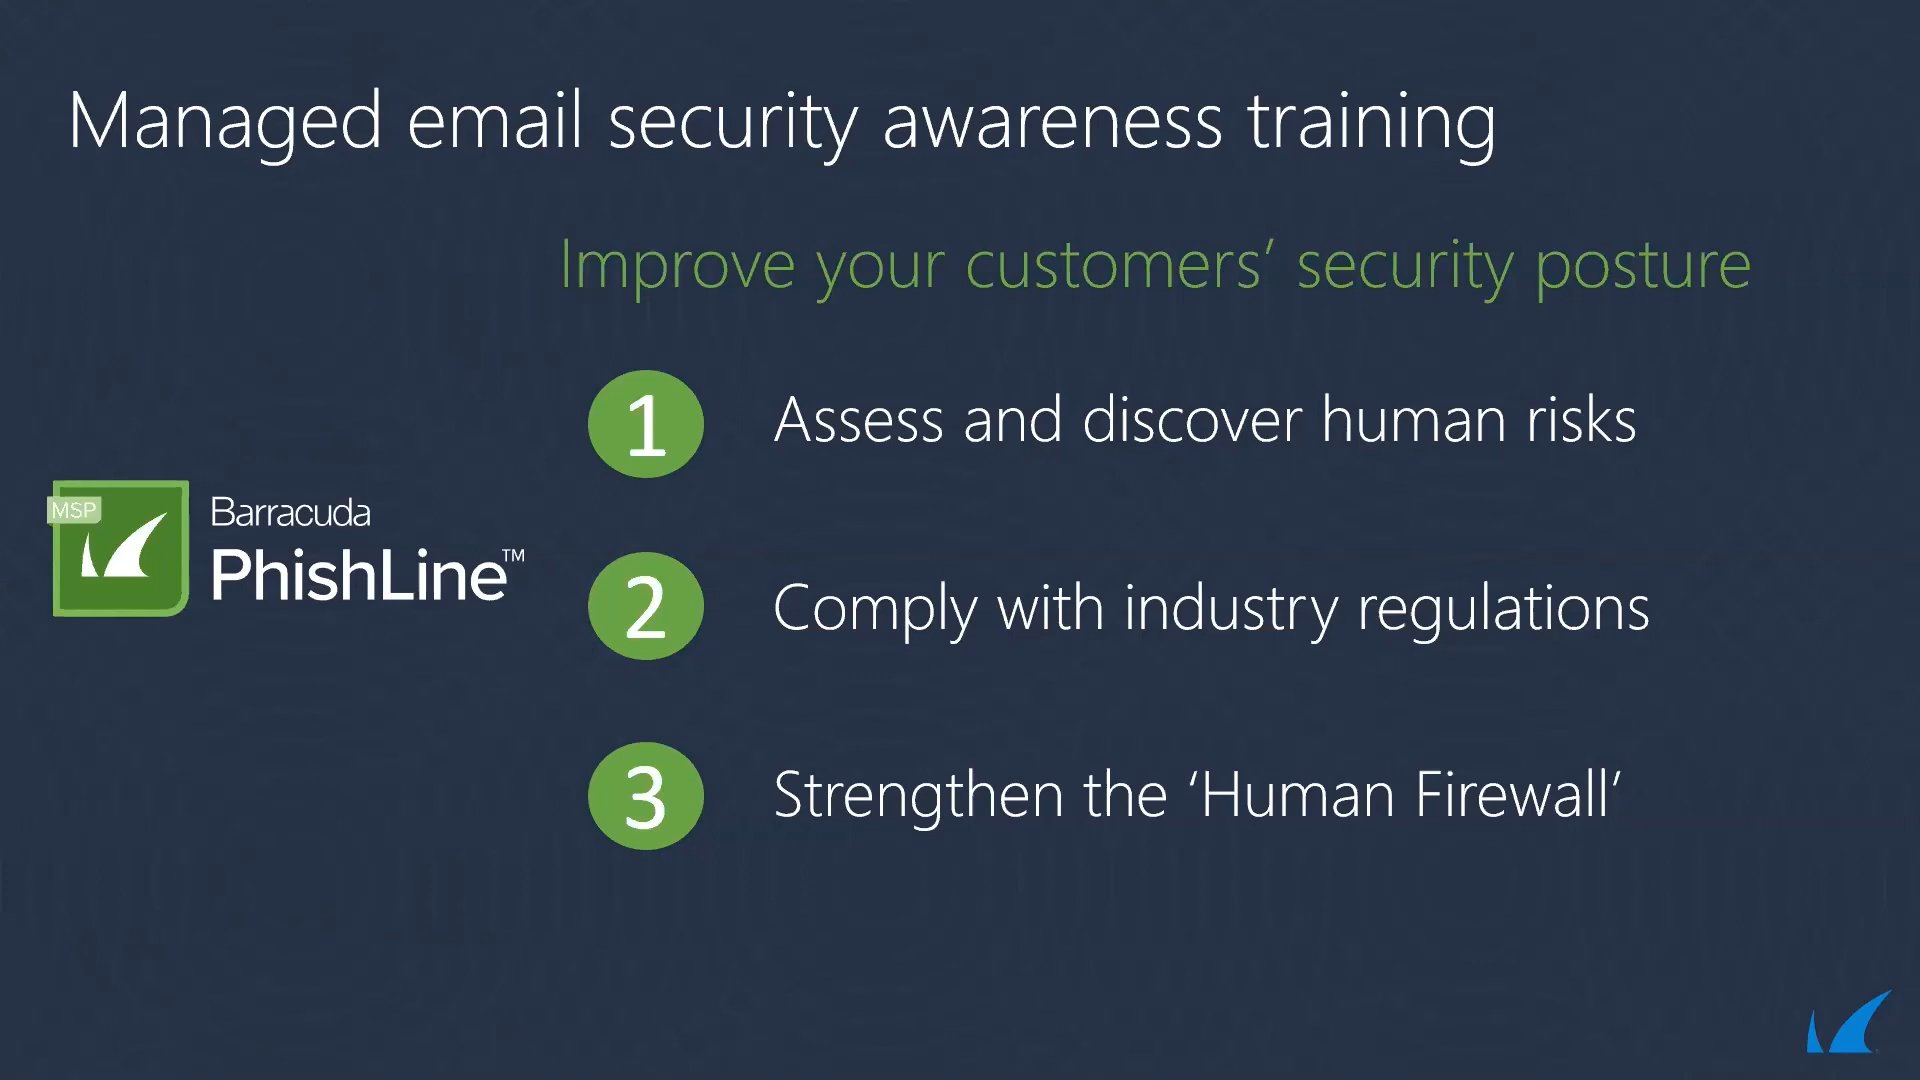 Managed email security awareness training
Improve your customers’ security posture
1 Assess and discover human risks
MSP
Barracuda
PhishLine™
2 Comply with industry regulations
3 Strengthen the ‘Human Firewall’